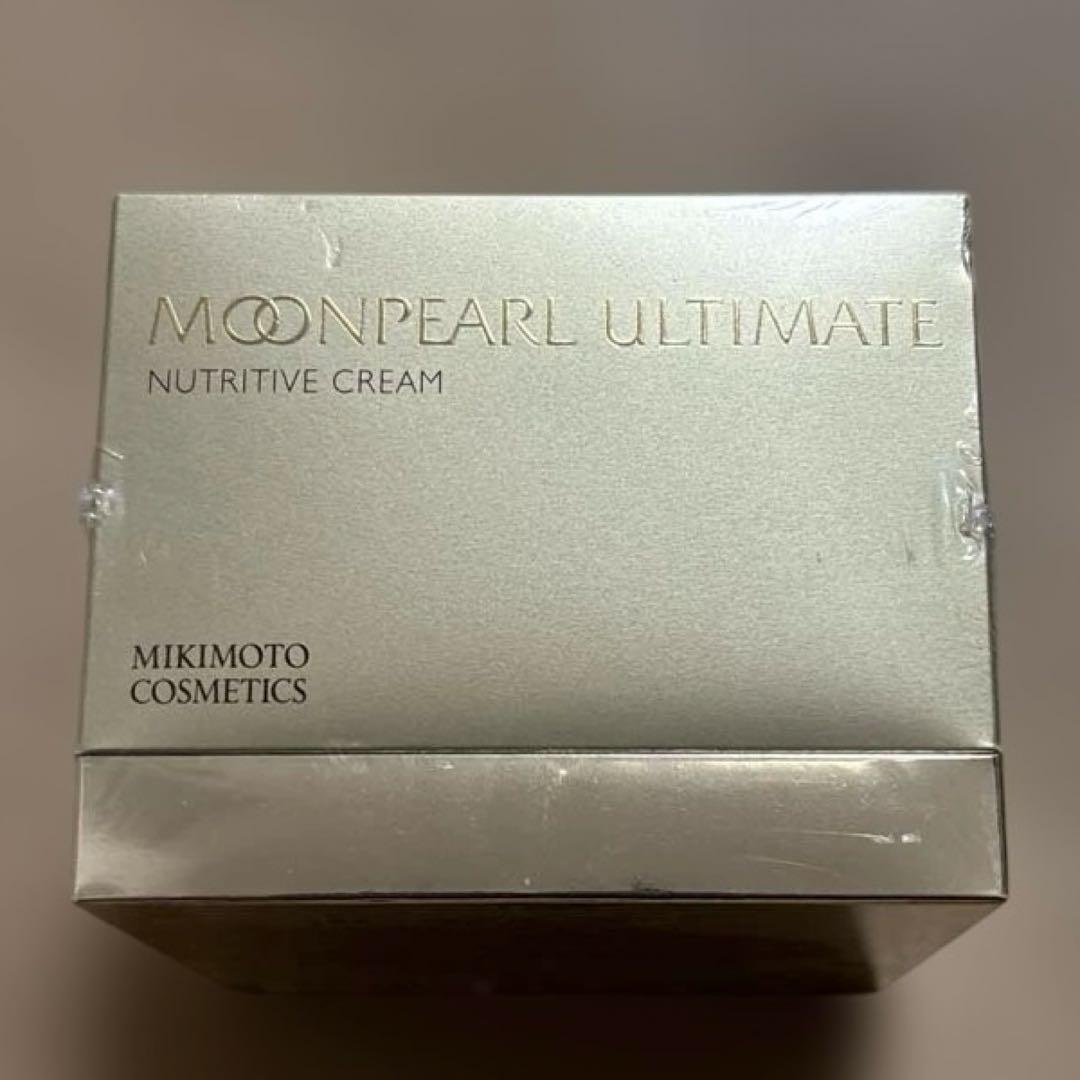 MOONPEARL ULTIMATE
NUTRITIVE CREAM
MIKIMOTO
COSMETICS